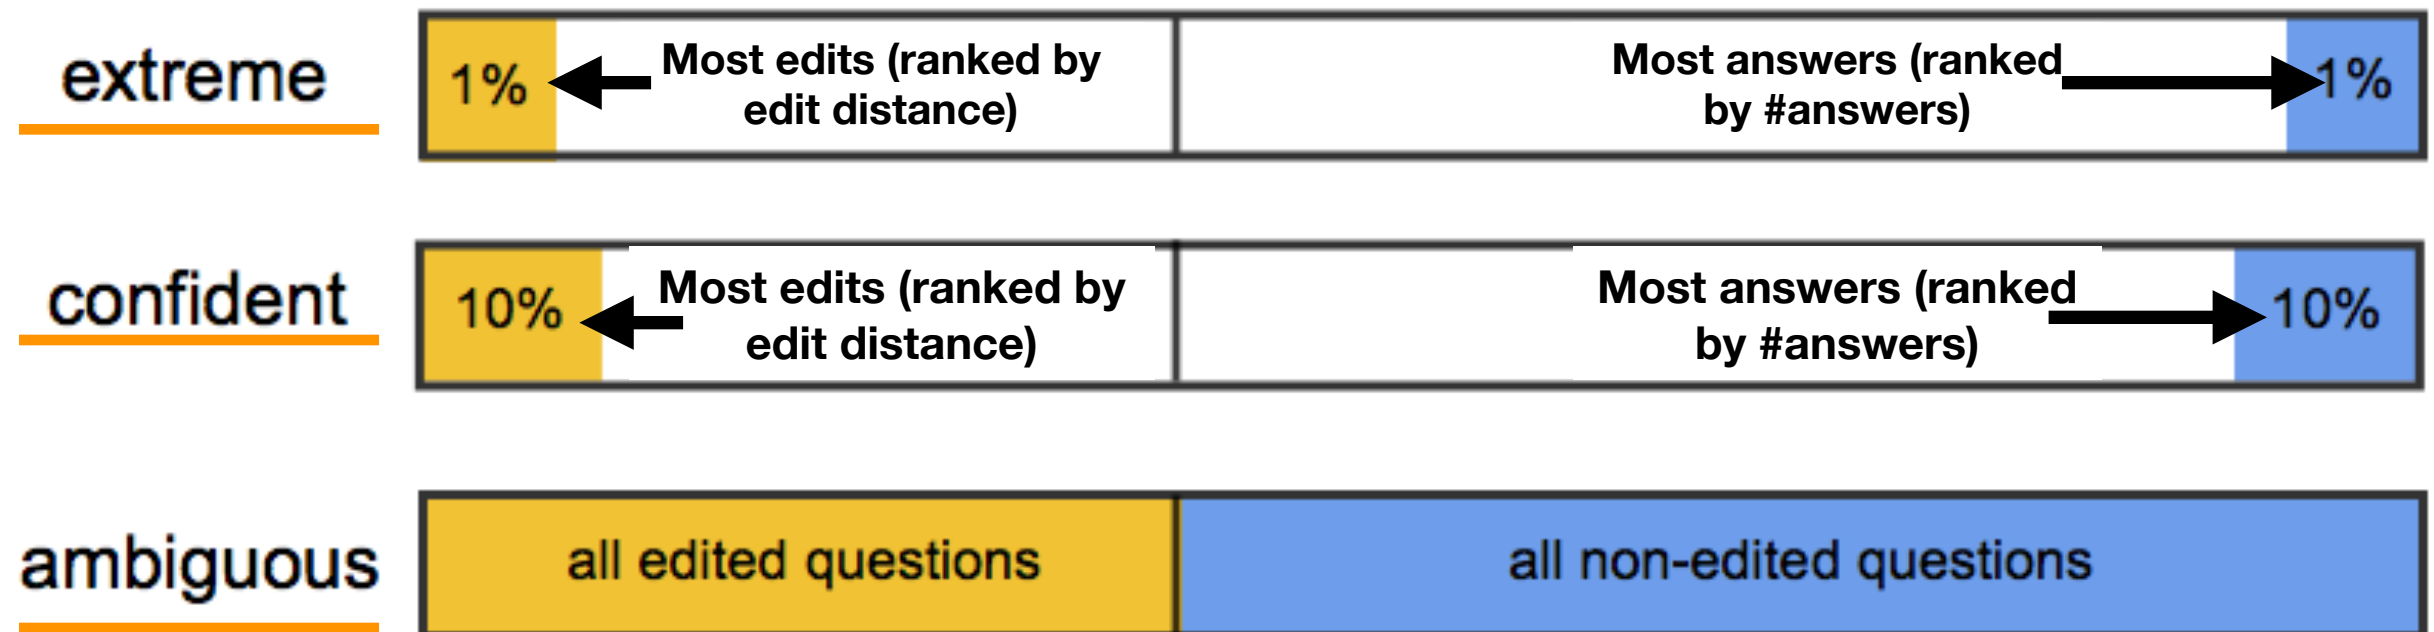 extreme
1%
Most edits (ranked by
edit distance)
Most answers (ranked
by #answers)
1%
confident
10%
Most edits (ranked by
edit distance)
Most answers (ranked
by #answers)
10%
ambiguous
all edited questions
all non-edited questions